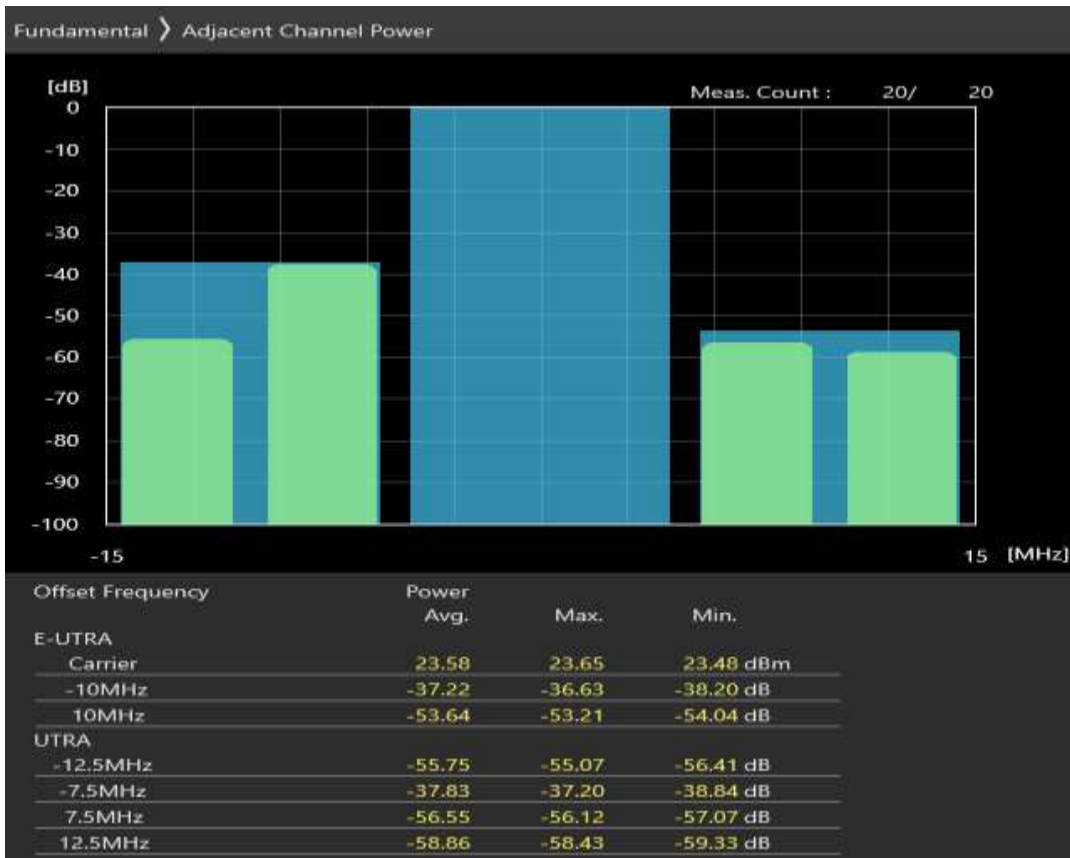 Fundamental 〉 Adjacent Channel Power
[dB]
Meas. Count : 20/ 20
0
-10
-20
-30
-40
-50
-60
-70
-80
-90
-100
-15 15 [MHz]
Offset Frequency Power
Avg. Max. Min.
E-UTRA
Carrier 23.58 23.65 23.48 dBm
-10MHz -37.22 -36.63 -38.20 dB
10MHz -53.64 -53.21 -54.04 dB
UTRA
-12.5MHz -55.75 -55.07 -56.41 dB
-7.5MHz -37.83 -37.20 -38.84 dB
7.5MHz -56.55 -56.12 -57.07 dB
12.5MHz -58.86 -58.43 -59.33 dB